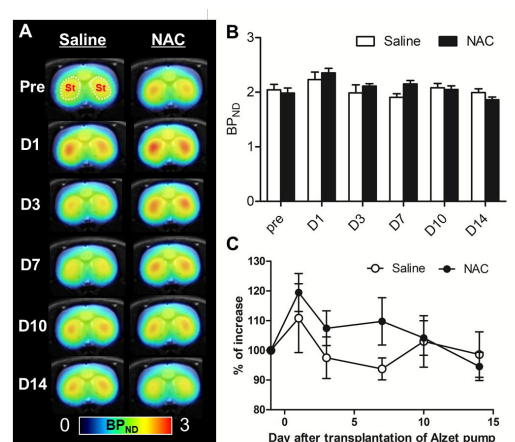 A
Saline NAC
Pre
St St
D1
D3
D7
D10
D14
0 BPND 3
B
Saline NAC
3
2
1
0
BPND
pre D1 D3 D7 D10 D14
C
Saline NAC
130
120
110
100
90
80
% of increase
0 5 10 15
Day after transplantation of Alzet pump